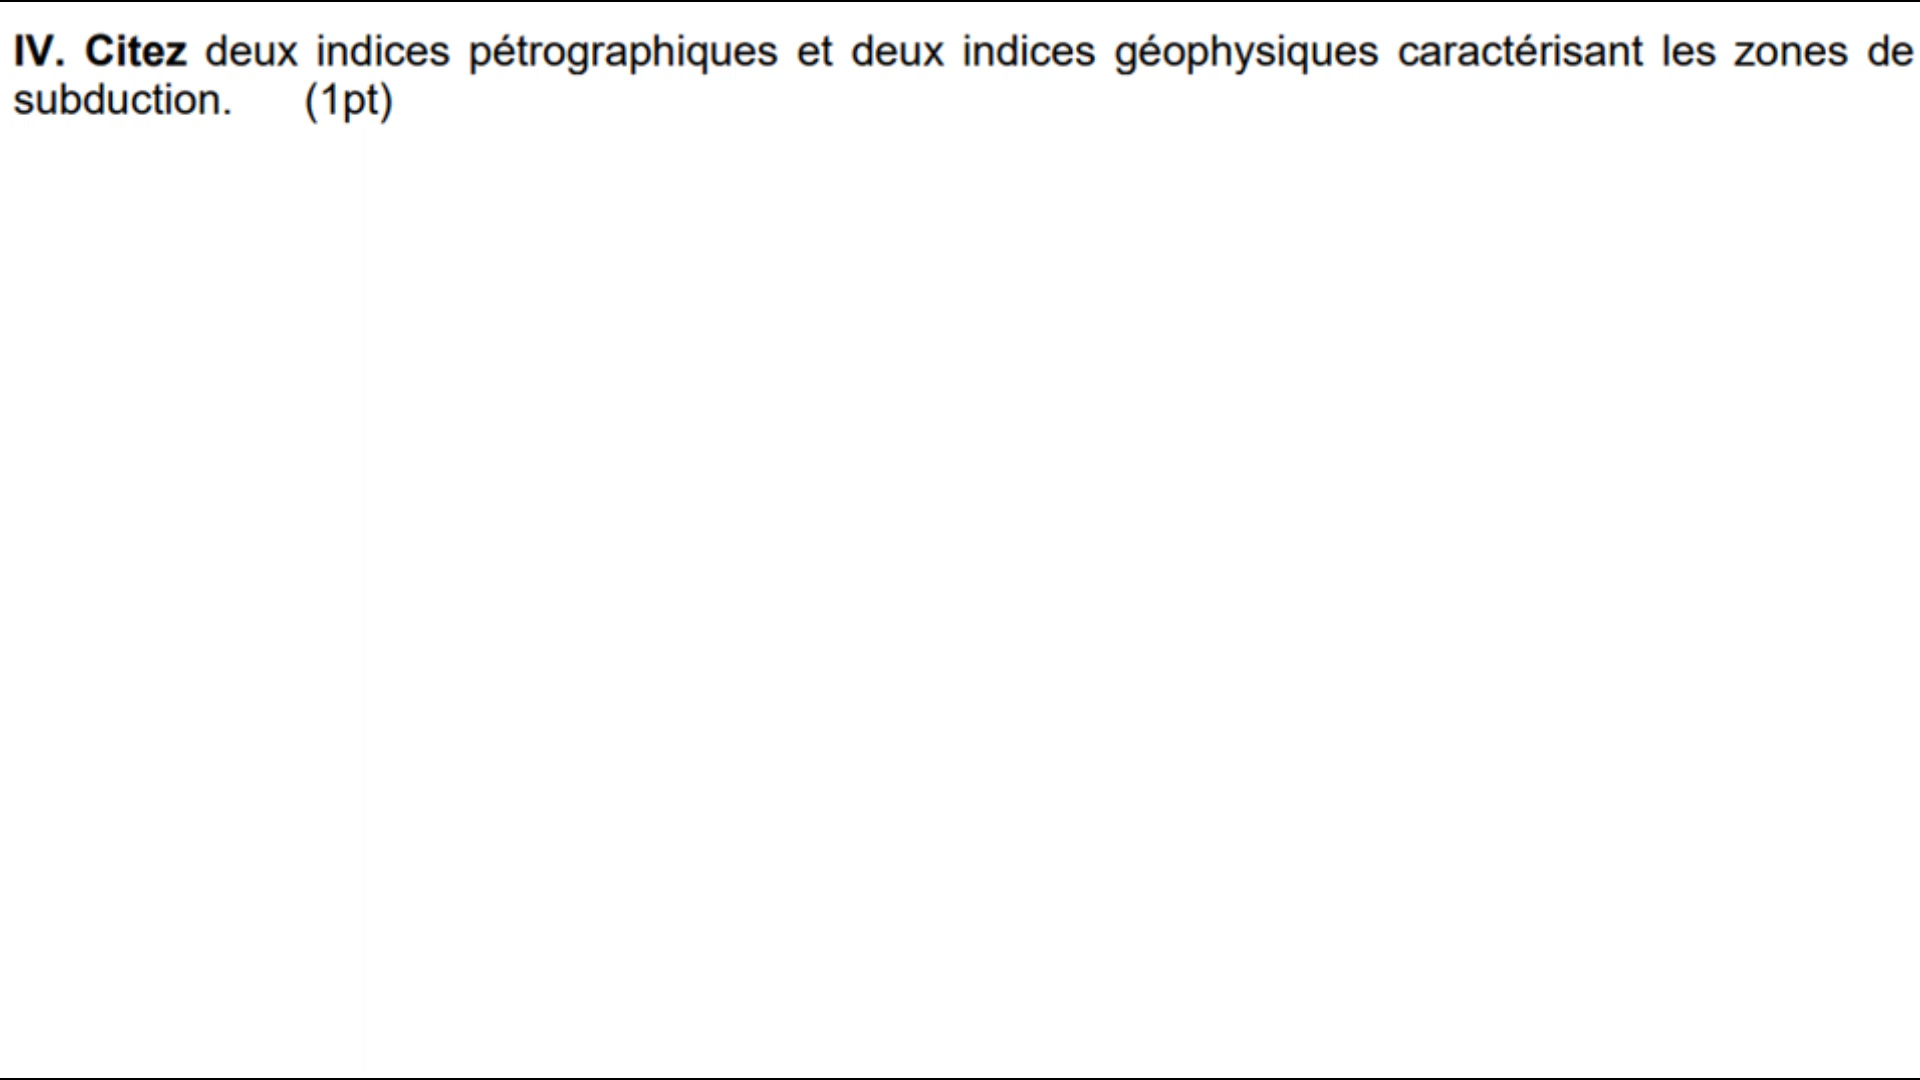 IV. Citez deux indices pétrographiques et deux indices géophysiques caractérisant les zones de
subduction. (1pt)